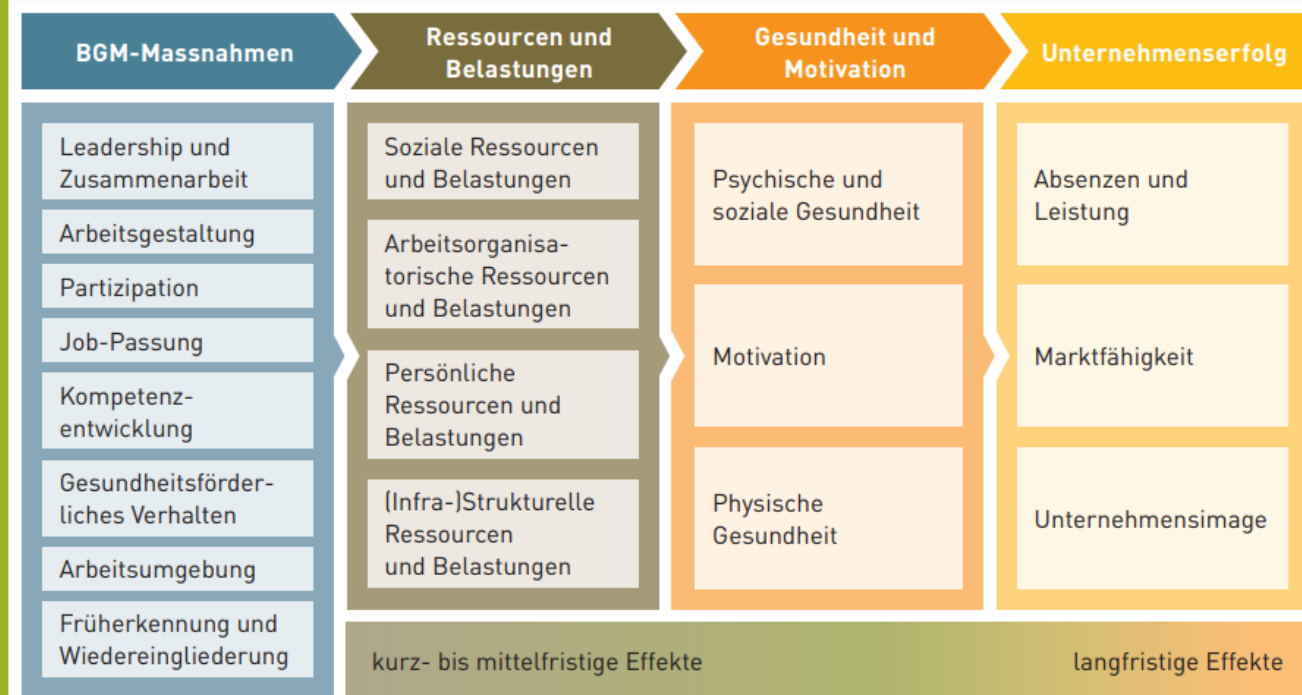 BGM-Massnahmen
Ressourcen und
Belastungen
Gesundheit und
Motivation
Unternehmenserfolg
Leadership und
Zusammenarbeit
Arbeitsgestaltung
Partizipation
Job-Passung
Kompetenz-
entwicklung
Gesundheitsförder-
liches Verhalten
Arbeitsumgebung
Früherkennung und
Wiedereingliederung
Soziale Ressourcen
und Belastungen
Arbeitsorganisa-
torische Ressourcen
und Belastungen
Persönliche
Ressourcen und
Belastungen
(Infra-)Strukturelle
Ressourcen
und Belastungen
Psychische und
soziale Gesundheit
Motivation
Physische
Gesundheit
Absenzen und
Leistung
Marktfähigkeit
Unternehmensimage
kurz- bis mittelfristige Effekte
langfristige Effekte